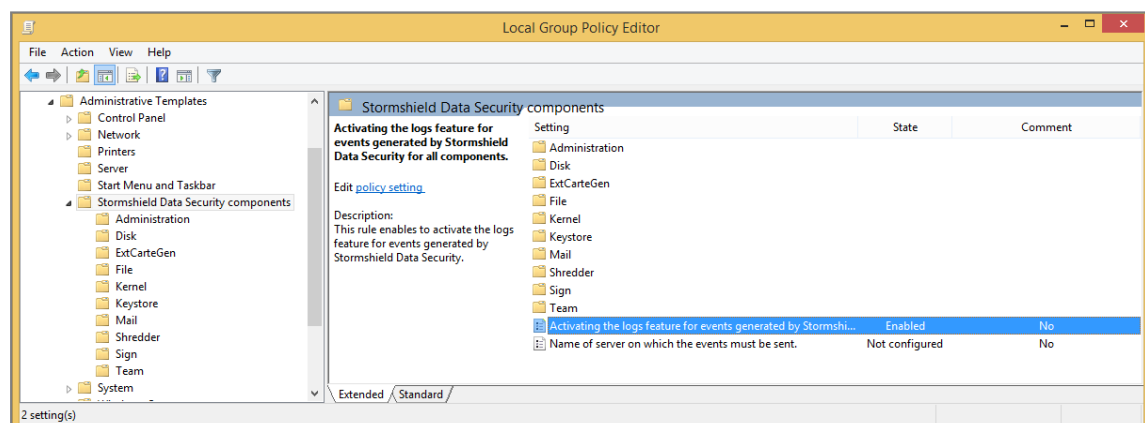 Local Group Policy Editor
File Action View Help
Administrative Templates
Control Panel
Network
Printers
Server
Start Menu and Taskbar
Stormshield Data Security components
Administration
Disk
ExtCarteGen
File
Kernel
Keystore
Mail
Shredder
Sign
Team
System
Stormshield Data Security components
Activating the logs feature for
events generated by Stormshield
Data Security for all components.
Edit policy setting
Description:
This rule enables to activate the logs
feature for events generated by
Stormshield Data Security.
Setting State Comment
Administration
Disk
ExtCarteGen
File
Kernel
Keystore
Mail
Shredder
Sign
Team
Activating the logs feature for events generated by Stormshi... Enabled No
Name of server on which the events must be sent. Not configured No
Extended Standard
2 setting(s)